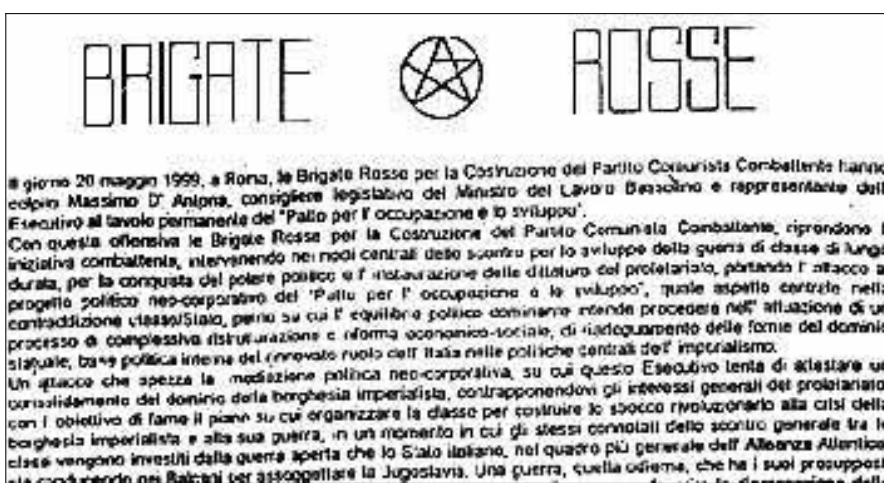 BRIGATE ROSSE
giorno 20 maggio 1999, a Roma, le Brigate Rosse per la Costruzione del Partito Comunista Combattente hanno
colpito Massimo D' Antona, consigliere legislativo del Ministro del Lavoro Bassolino e rappresentante dell
Esecutivo al tavolo permanente del "Patto per l' occupazione e lo sviluppo".
Con questa offensiva le Brigate Rosse per la Costruzione del Partito Comunista Combattente, riprendono l
iniziativa combattente, intervenendo nei nodi centrali dello scontro per lo sviluppo della guerra di classe di lunga
durata, per la conquista del potere politico e l' instaurazione della dittatura del proletariato, portando l' attacco al
progetto politico neo-corporativo del "Patto per l' occupazione e lo sviluppo", quale aspetto centrale nella
contraddizione classe/Stato, perno su cui l' equilibrio politico dominante intende procedere nell' attuazione di un
processo di complessiva ristrutturazione e riforma economico-sociale, di riadeguamento delle forme del dominio
statuale, base politica interna del rinnovato ruolo dell' Italia nelle politiche centrali dell' imperialismo.
Un attacco che spezza la mediazione politica neo-corporativa, su cui questo Esecutivo tenta di attestare un
consolidamento del dominio della borghesia imperialista, contrapponendovi gli interessi generali del proletariato
con l obiettivo di farne il piano su cui organizzare la classe per costruire lo sbocco rivoluzionario alla crisi della
borghesia imperialista e alla sua guerra, in un momento in cui gli stessi connotati dello scontro generale tra le
classi vengono investiti dalla guerra aperta che lo Stato italiano, nel quadro più generale dell' Alleanza Atlantica
sta conducendo nei Balcani per assoggettare la Jugoslavia. Una guerra, quella odierna, che ha i suoi presupposti